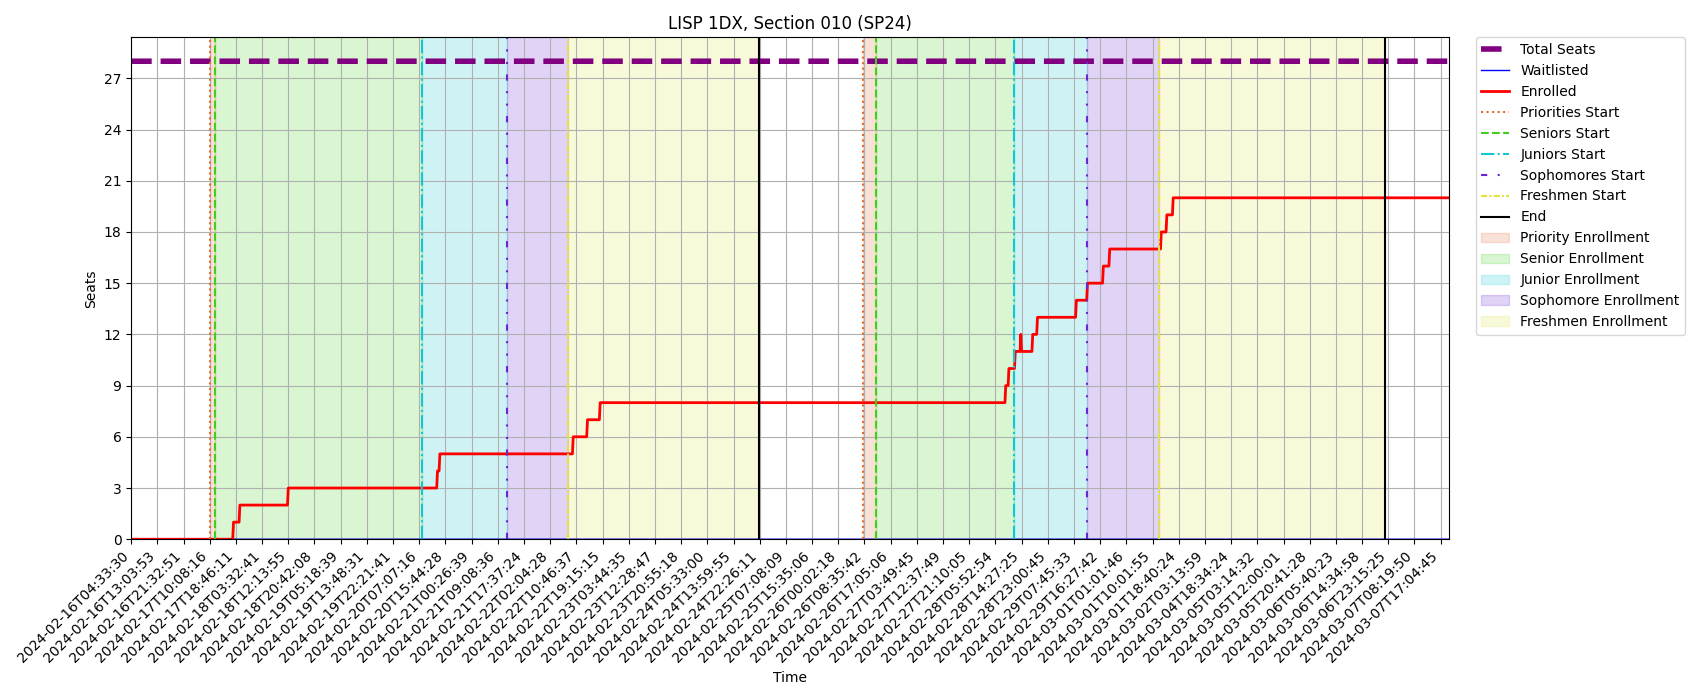 LISP 1DX, Section 010 (SP24)
Total Seats
Waitlisted
Enrolled
Priorities Start
Seniors Start
Juniors Start
Sophomores Start
Freshmen Start
End
Priority Enrollment
Senior Enrollment
Junior Enrollment
Sophomore Enrollment
Freshmen Enrollment
Seats
27
24
21
18
15
12
9
6
3
0
2024-02-16T04:33:30
2024-02-16T13:03:53
2024-02-16T21:32:51
2024-02-17T10:08:16
2024-02-17T18:46:11
2024-02-18T03:32:41
2024-02-18T12:13:55
2024-02-18T20:42:08
2024-02-19T05:18:39
2024-02-19T13:48:31
2024-02-19T22:21:41
2024-02-20T07:07:16
2024-02-20T15:44:28
2024-02-21T00:26:39
2024-02-21T09:08:36
2024-02-21T17:37:24
2024-02-22T02:04:28
2024-02-22T10:46:37
2024-02-22T19:15:15
2024-02-23T03:44:35
2024-02-23T12:28:47
2024-02-23T20:55:18
2024-02-24T05:33:00
2024-02-24T13:59:55
2024-02-24T22:26:11
2024-02-25T07:08:09
2024-02-25T15:35:06
2024-02-26T00:02:18
2024-02-26T08:35:42
2024-02-26T17:05:06
2024-02-27T03:49:45
2024-02-27T12:37:49
2024-02-27T21:10:05
2024-02-28T05:52:54
2024-02-28T14:27:25
2024-02-28T23:00:45
2024-02-29T07:45:33
2024-02-29T16:27:42
2024-03-01T01:01:46
2024-03-01T10:01:55
2024-03-01T18:40:24
2024-03-02T03:13:59
2024-03-04T18:34:24
2024-03-05T03:14:32
2024-03-05T12:00:01
2024-03-05T20:41:28
2024-03-06T05:40:23
2024-03-06T14:34:58
2024-03-06T23:15:25
2024-03-07T08:19:50
2024-03-07T17:04:45
Time